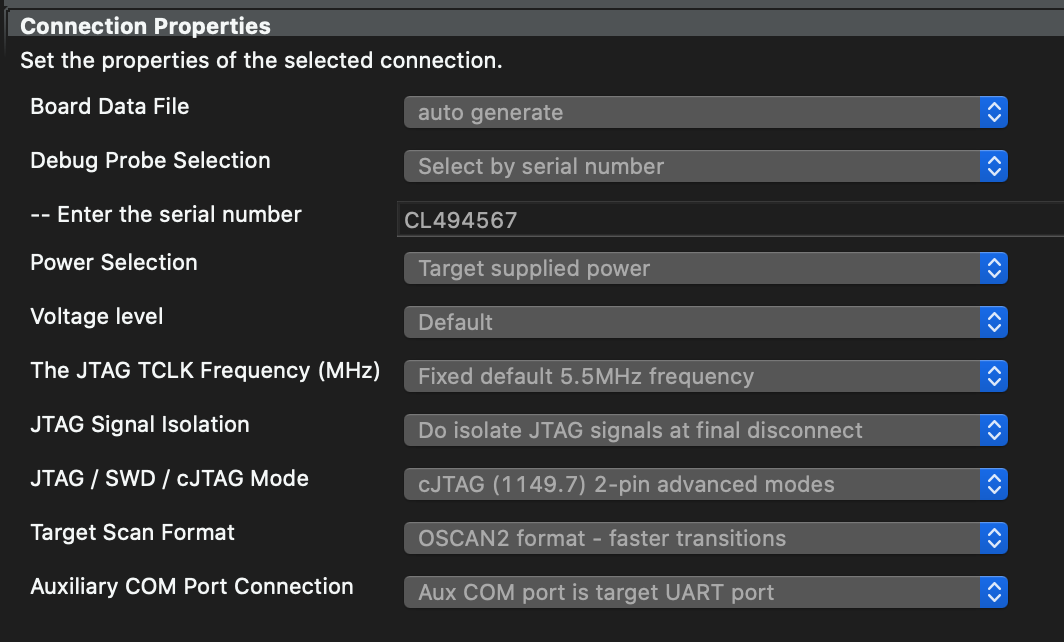 Connection Properties
Set the properties of the selected connection.
Board Data File
auto generate
Debug Probe Selection
Select by serial number
-- Enter the serial number
CL494567
Power Selection
Target supplied power
Voltage level
Default
The JTAG TCLK Frequency (MHz)
Fixed default 5.5MHz frequency
JTAG Signal Isolation
Do isolate JTAG signals at final disconnect
JTAG / SWD / cJTAG Mode
cJTAG (1149.7) 2-pin advanced modes
Target Scan Format
OSCAN2 format - faster transitions
Auxiliary COM Port Connection
Aux COM port is target UART port